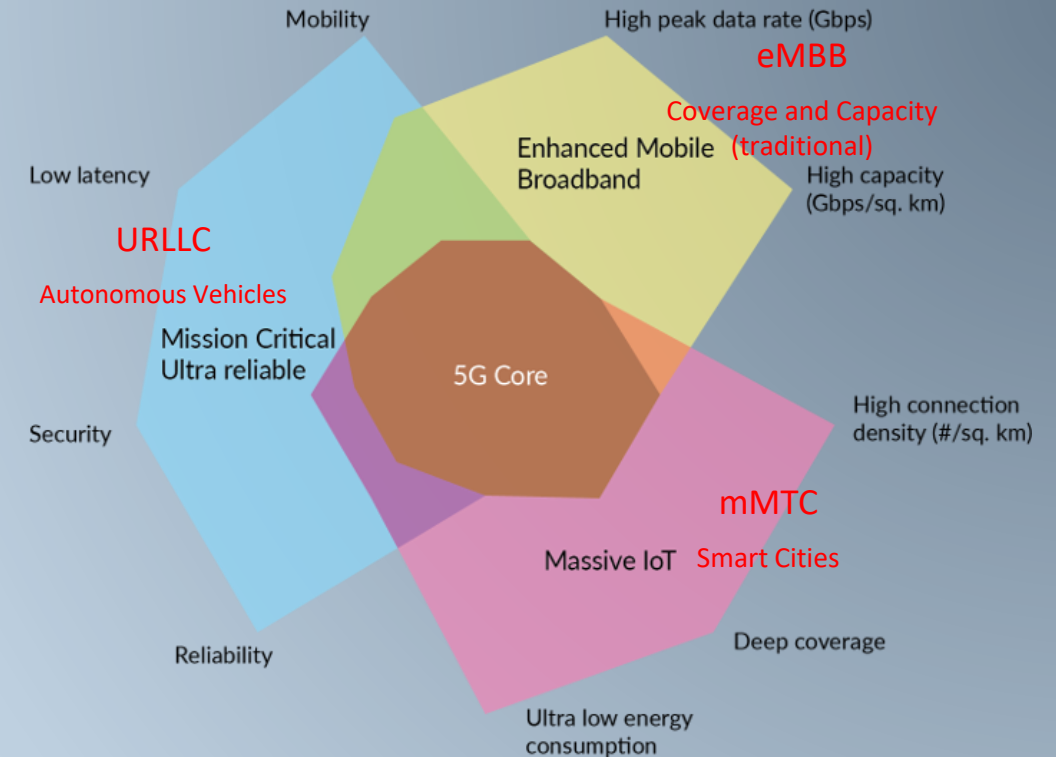 Mobility
High peak data rate (Gbps)
eMBB
Coverage and Capacity
(traditional)
Enhanced Mobile
Broadband
Low latency
High capacity
(Gbps/sq. km)
URLLC
Autonomous Vehicles
Mission Critical
Ultra reliable
5G Core
Security
High connection
density (#/sq. km)
mMTC
Massive IoT
Smart Cities
Reliability
Deep coverage
Ultra low energy
consumption